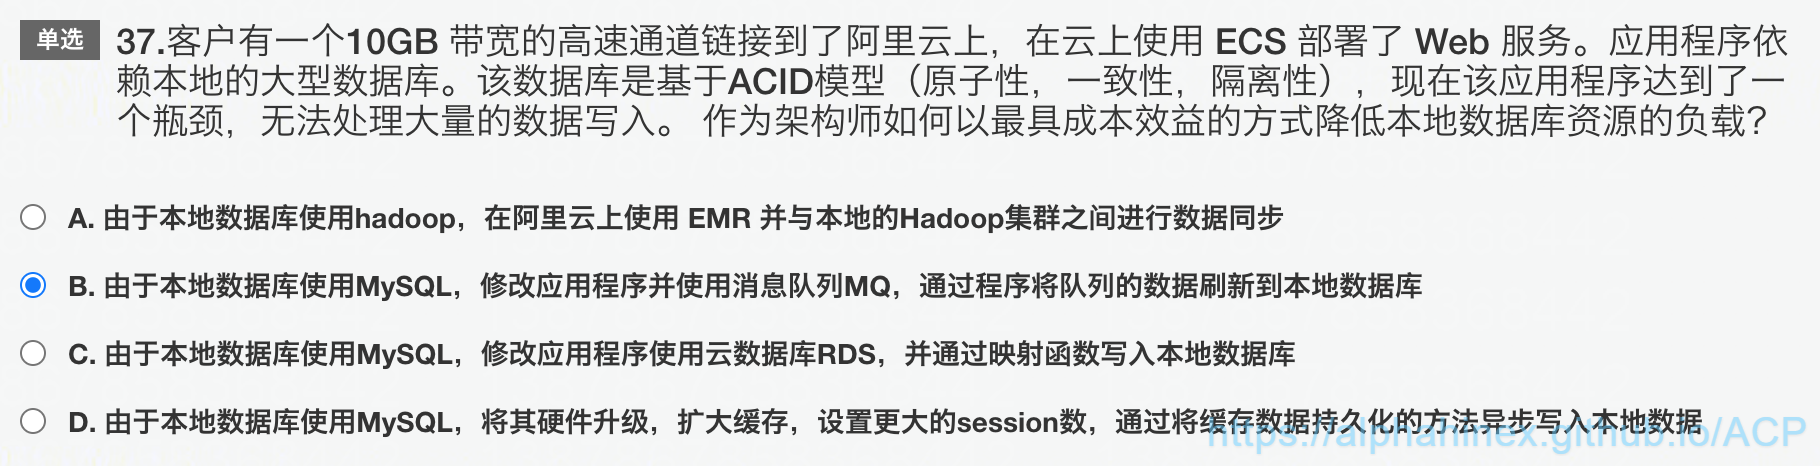 单选 37.客户有一个10GB 带宽的高速通道链接到了阿里云上，在云上使用 ECS 部署了 Web 服务。应用程序依
赖本地的大型数据库。该数据库是基于ACID模型（原子性，一致性，隔离性），现在该应用程序达到了一
个瓶颈，无法处理大量的数据写入。 作为架构师如何以最具成本效益的方式降低本地数据库资源的负载？
A. 由于本地数据库使用hadoop，在阿里云上使用 EMR 并与本地的Hadoop集群之间进行数据同步
B. 由于本地数据库使用MySQL，修改应用程序并使用消息队列MQ，通过程序将队列的数据刷新到本地数据库
C. 由于本地数据库使用MySQL，修改应用程序使用云数据库RDS，并通过映射函数写入本地数据库
D. 由于本地数据库使用MySQL，将其硬件升级，扩大缓存，设置更大的session数，通过将缓存数据持久化的方法异步写入本地数据
https://alphahinex.github.io/ACP